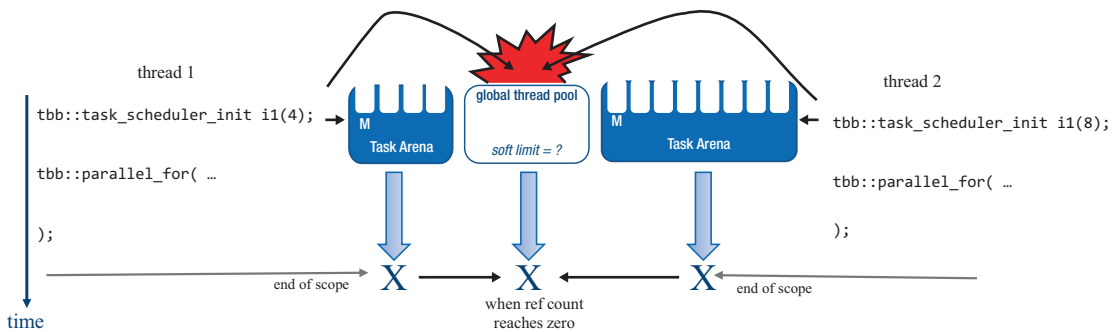 thread 1
thread 2
global thread pool
tbb::task_scheduler_init i1(4);
M
Task Arena
soft limit = ?
M
Task Arena
tbb::task_scheduler_init i1(8);
tbb::parallel_for( …
tbb::parallel_for( …
);
);
end of scope
X
X
X
end of scope
when ref count
reaches zero
time